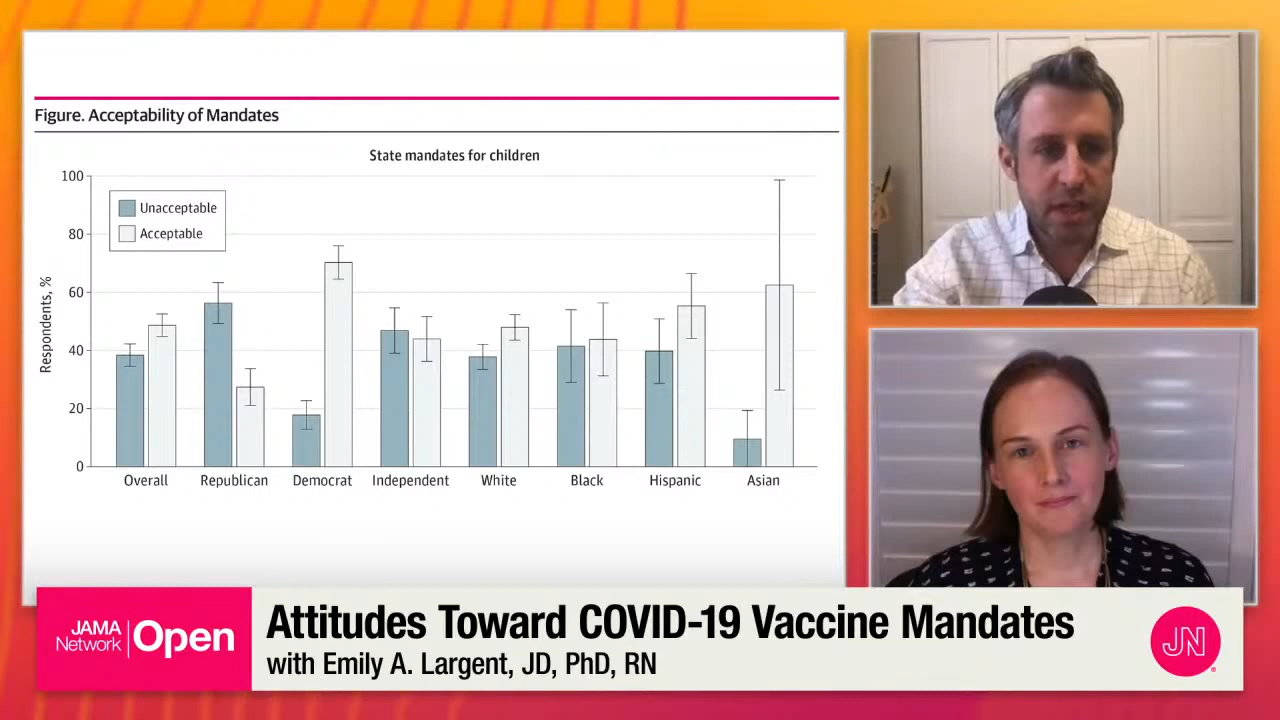 Figure. Acceptability of Mandates
State mandates for children
100
80
60
40
20
0
Respondents, %
Unacceptable
Acceptable
Overall
Republican
Democrat
Independent
White
Black
Hispanic
Asian
JAMA
Network
Open
Attitudes Toward COVID-19 Vaccine Mandates
with Emily A. Largent, JD, PhD, RN
JN